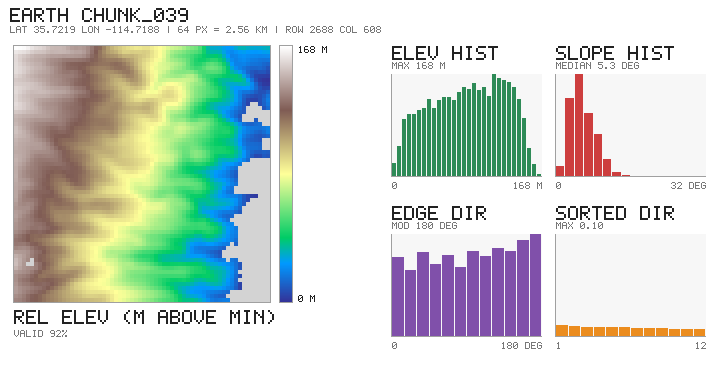 EARTH CHUNK_039
LAT 35.7219 LON -114.7188 | 64 PX = 2.56 KM | ROW 2688 COL 608
168 M
0 M
REL ELEV (M ABOVE MIN)
VALID 92%
ELEV HIST
MAX 168 M
0 168 M
SLOPE HIST
MEDIAN 5.3 DEG
0 32 DEG
EDGE DIR
MOD 180 DEG
0 180 DEG
SORTED DIR
MAX 0.10
1 12